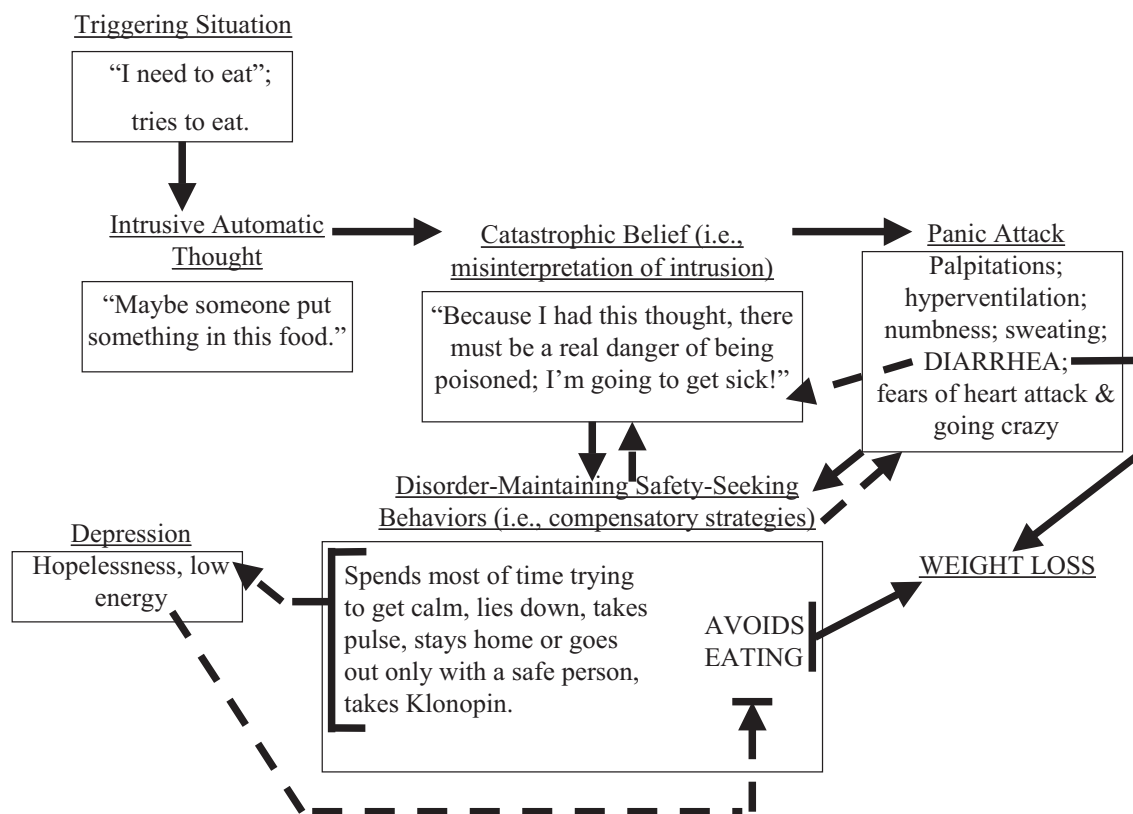 Triggering Situation
“I need to eat”;
tries to eat.
Intrusive Automatic
Thought
“Maybe someone put
something in this food.”
Catastrophic Belief (i.e.,
misinterpretation of intrusion)
“Because I had this thought, there
must be a real danger of being
poisoned; I’m going to get sick!”
Panic Attack
Palpitations;
hyperventilation;
numbness; sweating;
DIARRHEA;
fears of heart attack &
going crazy
Disorder-Maintaining Safety-Seeking
Behaviors (i.e., compensatory strategies)
Depression
Hopelessness, low
energy
Spends most of time trying
to get calm, lies down, takes
pulse, stays home or goes
out only with a safe person,
takes Klonopin.
AVOIDS
EATING
WEIGHT LOSS